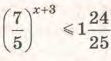 (7/5)^{x+3} ⩽ 1 24/25